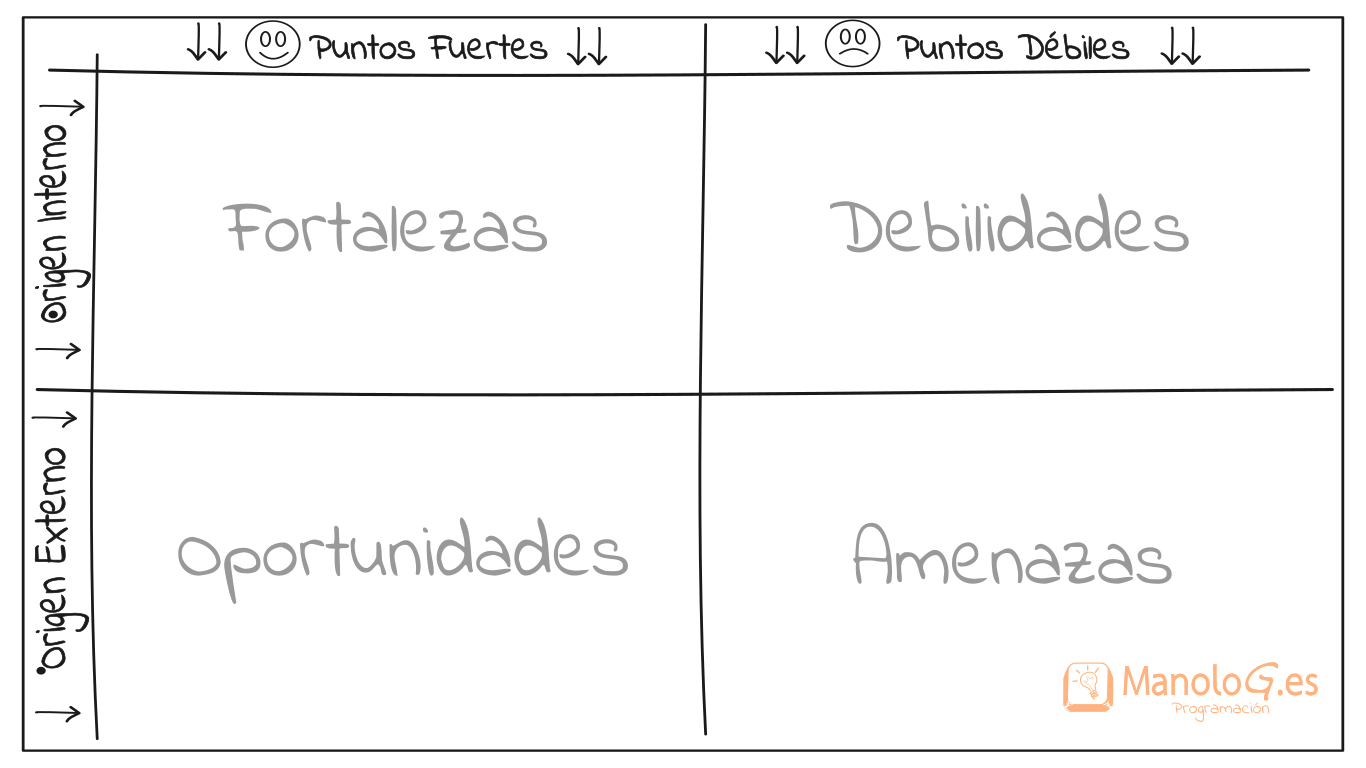 Puntos Fuertes
Puntos Débiles
Origen Interno
Fortalezas
Debilidades
Origen Externo
Oportunidades
Amenazas
ManoloG.es
Programación